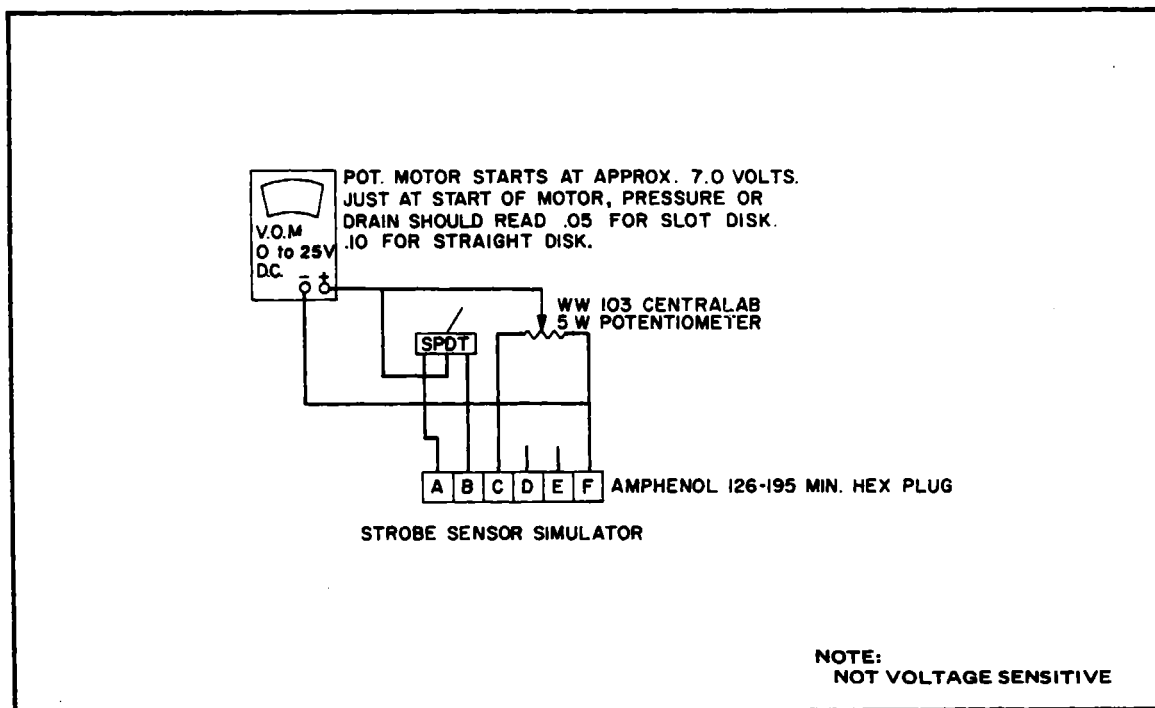 POT. MOTOR STARTS AT APPROX. 7.0 VOLTS.
JUST AT START OF MOTOR, PRESSURE OR
DRAIN SHOULD READ .05 FOR SLOT DISK.
.10 FOR STRAIGHT DISK.
V.O.M
0 to 25V
D.C.
- +
WW 103 CENTRALAB
5 W POTENTIOMETER
SPDT
A B C D E F
AMPHENOL 126-195 MIN. HEX PLUG
STROBE SENSOR SIMULATOR
NOTE:
NOT VOLTAGE SENSITIVE